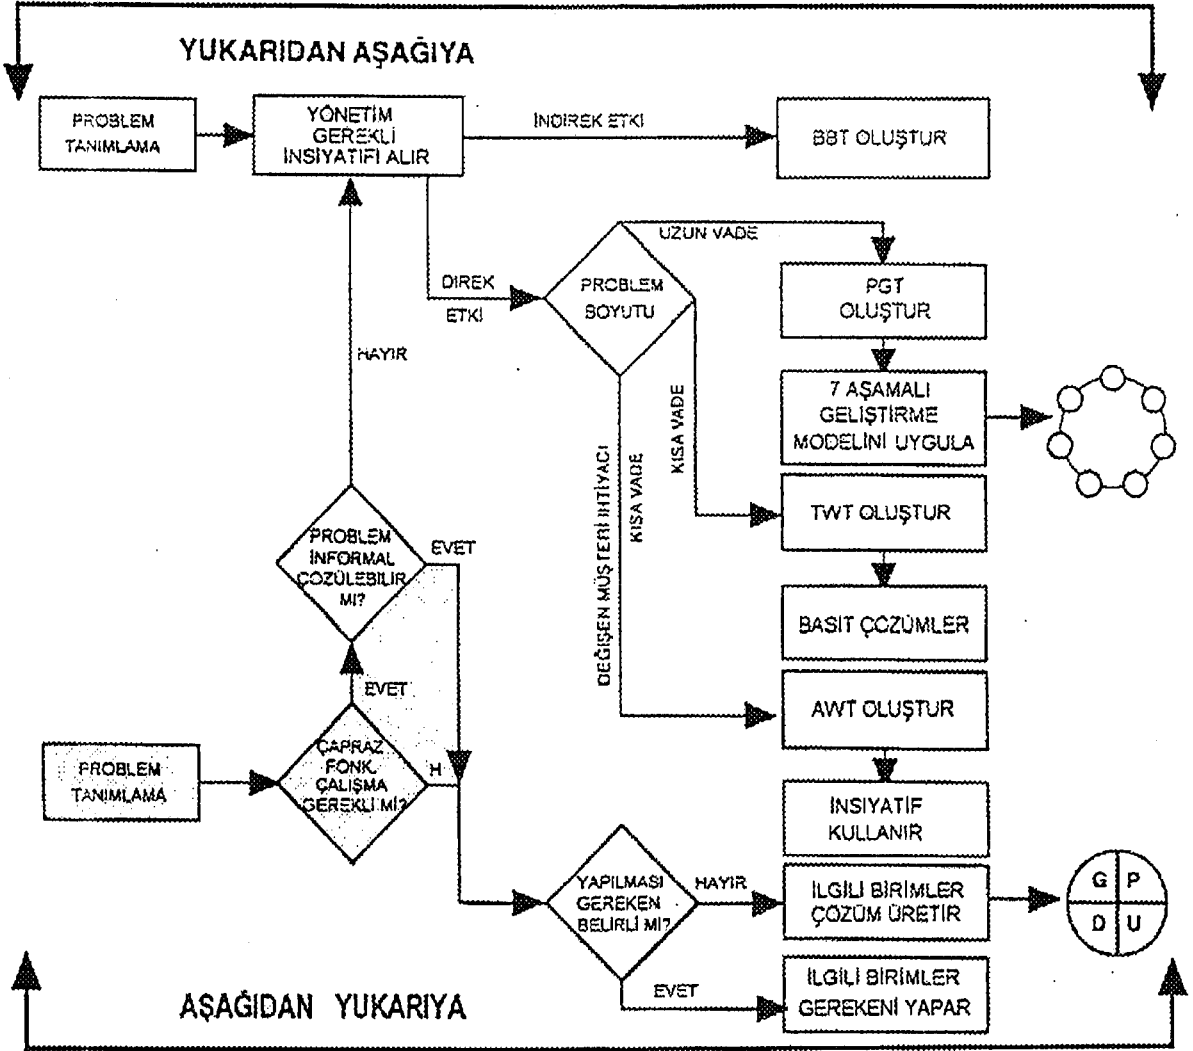 YUKARIDAN AŞAĞIYA
PROBLEM
TANIMLAMA
YÖNETİM
GEREKLİ
İNSİYATİFİ ALIR
İNDİREK ETKİ
BBT OLUŞTUR
UZUN VADE
DİREK
ETKİ
PROBLEM
BOYUTU
PGT
OLUŞTUR
HAYIR
7 AŞAMALI
GELİŞTİRME
MODELİNİ UYGULA
KISA VADE
DEĞİŞEN MÜŞTERİ İHTİYACI
KISA VADE
TWT OLUŞTUR
PROBLEM
İNFORMAL
ÇÖZÜLEBİLİR
Mİ?
EVET
BASİT ÇÖZÜMLER
EVET
AWT OLUŞTUR
PROBLEM
TANIMLAMA
ÇAPRAZ
FONK.
ÇALIŞMA
GEREKLİ Mİ?
H
İNSİYATİF
KULLANIR
YAPILMASI
GEREKEN
BELİRLİ Mİ?
HAYIR
İLGİLİ BİRİMLER
ÇÖZÜM ÜRETİR
G P
D U
EVET
İLGİLİ BİRİMLER
GEREKENİ YAPAR
AŞAĞIDAN YUKARIYA